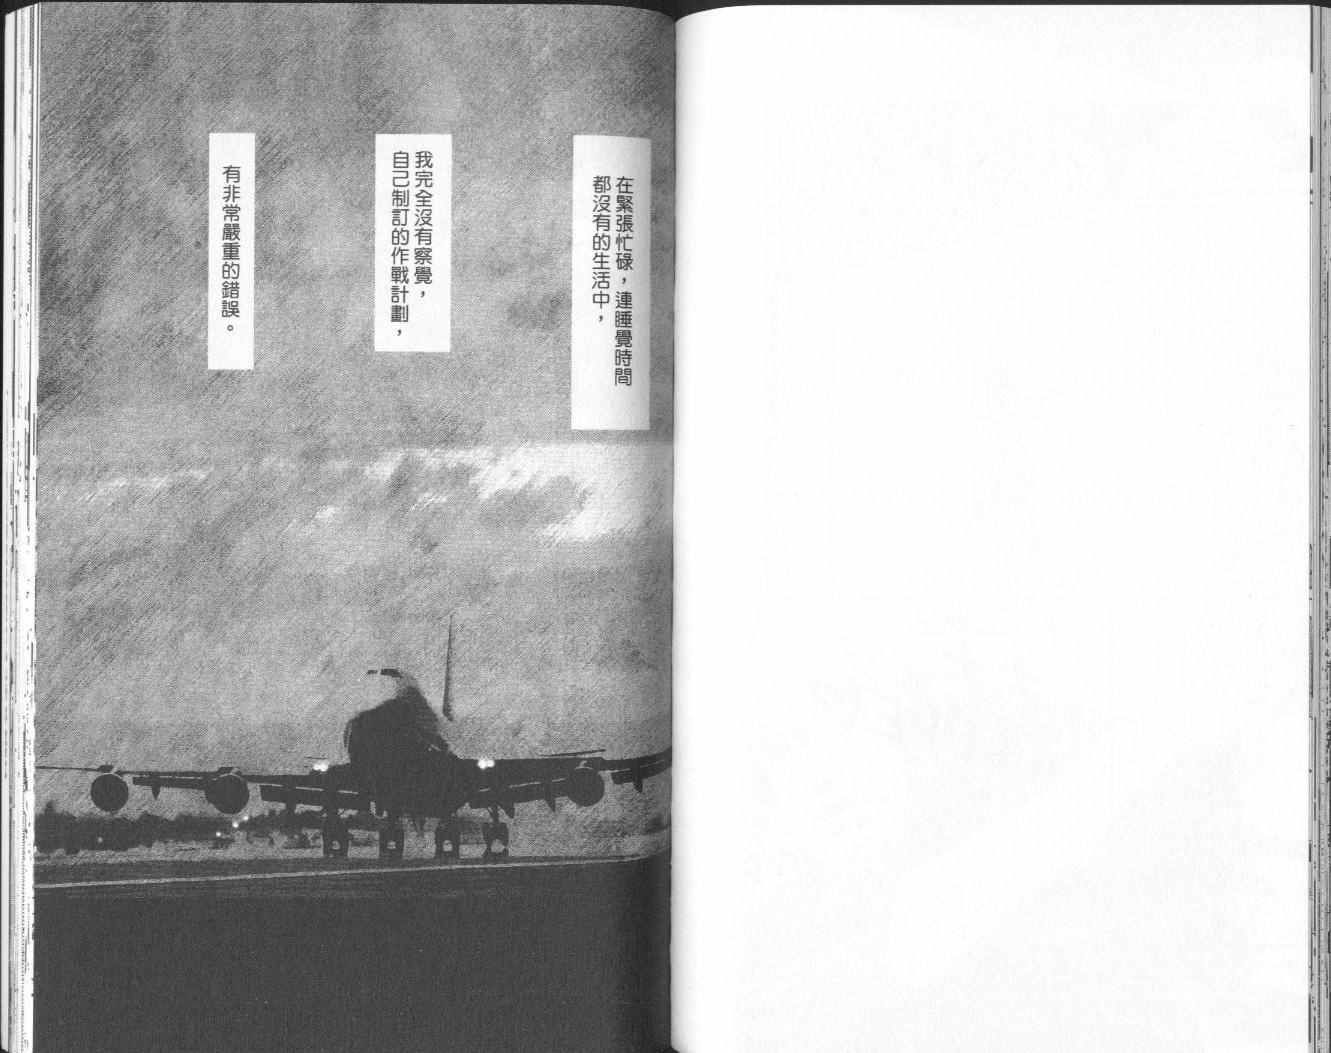 在緊張忙碌，連睡覺時間
都沒有的生活中，
我完全沒有察覺，
自己制訂的作戰計劃，
有非常嚴重的錯誤。